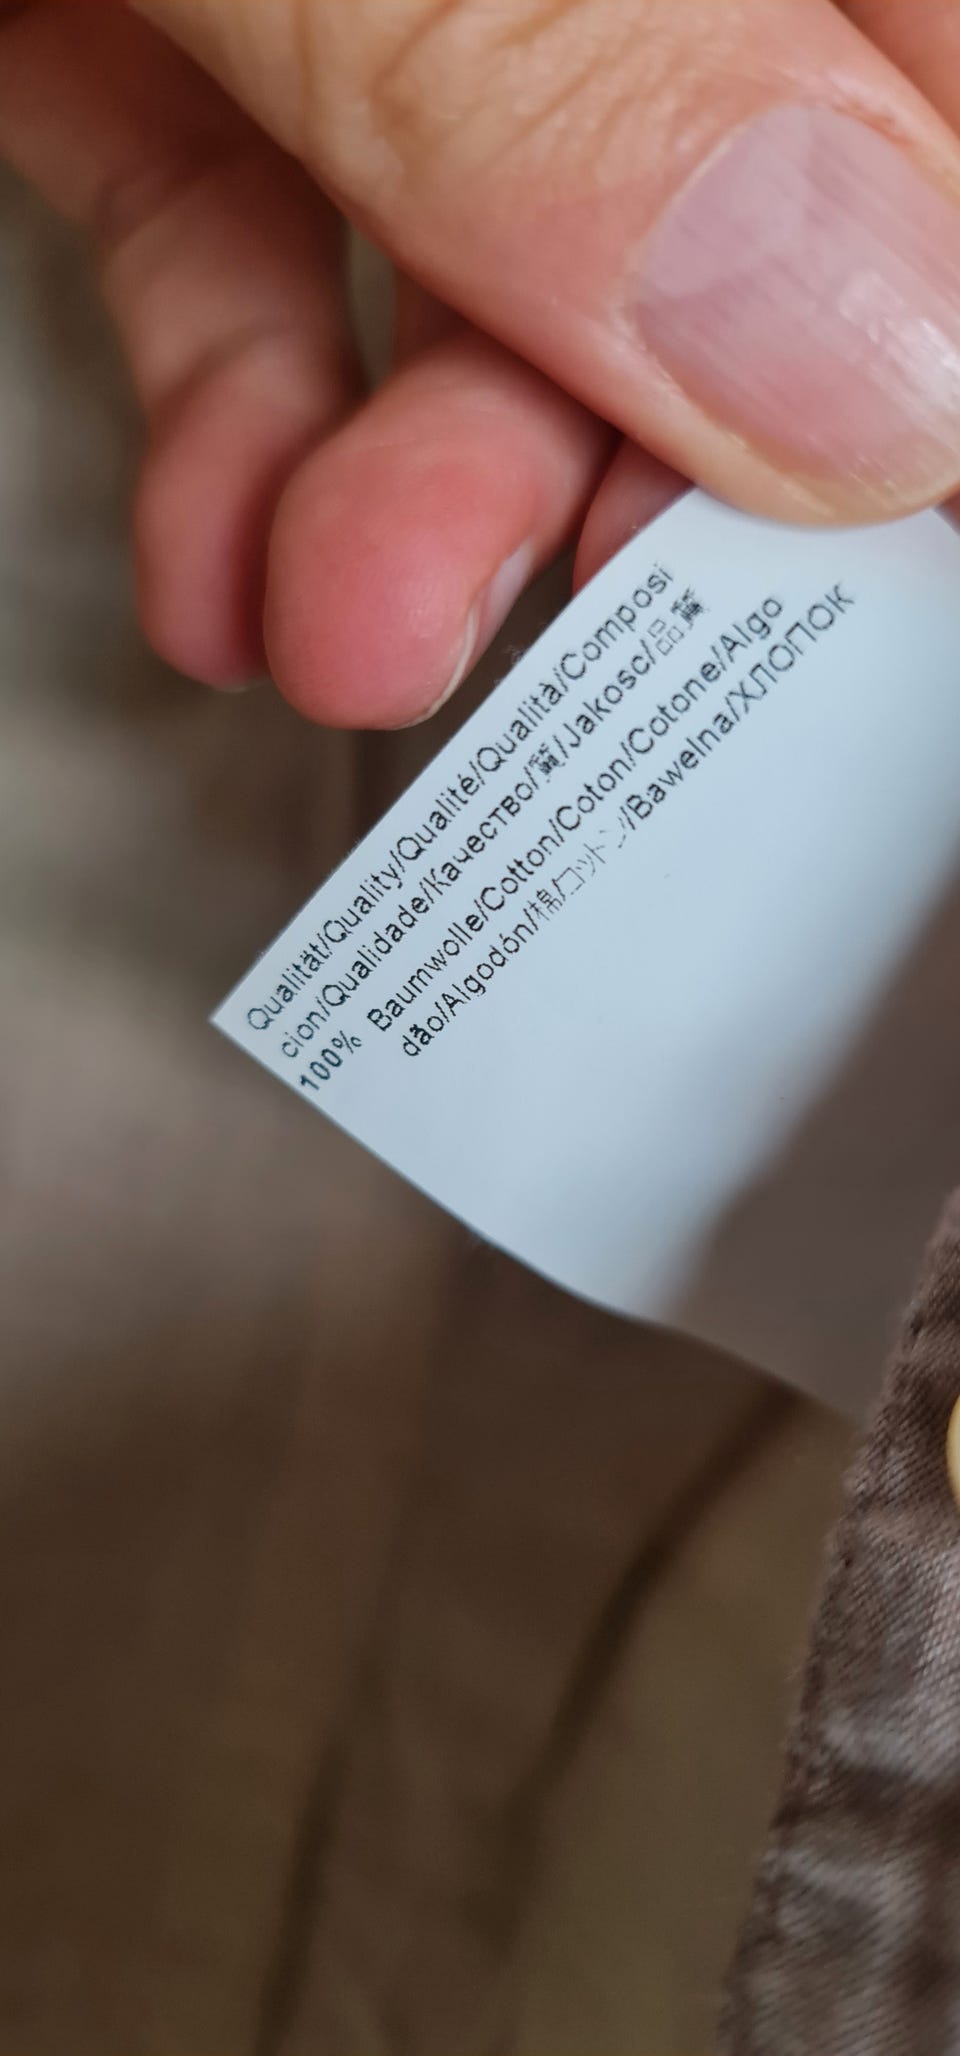 Qualität/Quality/Qualité/Qualità/Composi
cion/Qualidade/Качество/質/Jakosc/品質
100% Baumwolle/Cotton/Coton/Cotone/Algo
dão/Algodón/棉/コットン/Bawelna/ХЛОПОК